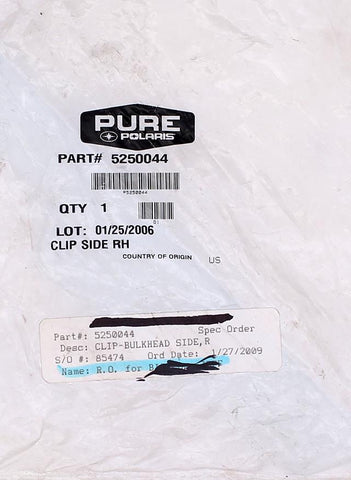 PURE
POLARIS
PART# 5250044
*5250044
QTY 1
01
LOT: 01/25/2006
CLIP SIDE RH
COUNTRY OF ORIGIN US
Part#: 5250044 Spec Order
Desc: CLIP-BULKHEAD SIDE,R
S/O #: 85474 Ord Date: 1/27/2009
Name: R.O. for